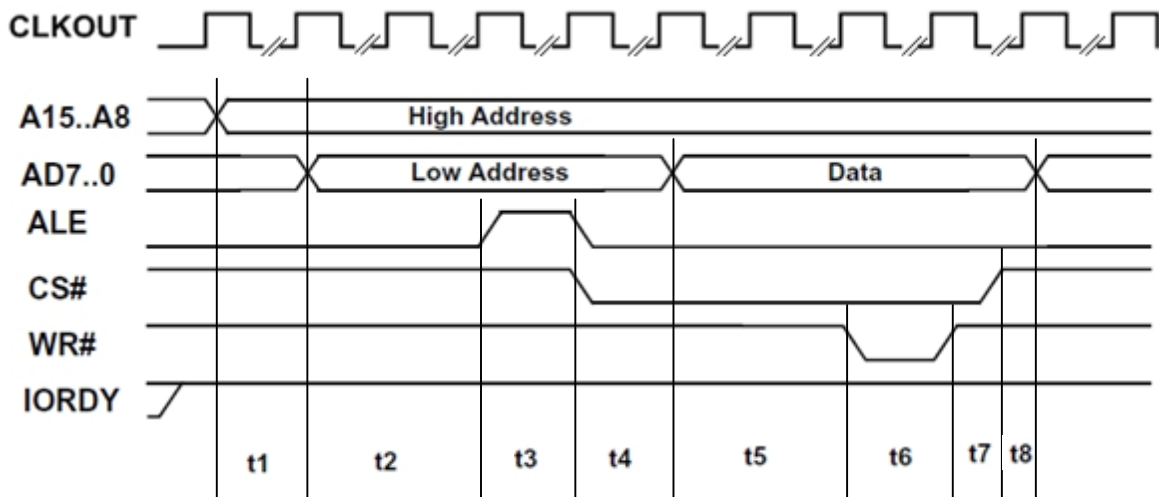 CLKOUT
A15..A8 High Address
AD7..0 Low Address Data
ALE
CS#
WR#
IORDY
t1 t2 t3 t4 t5 t6 t7 t8